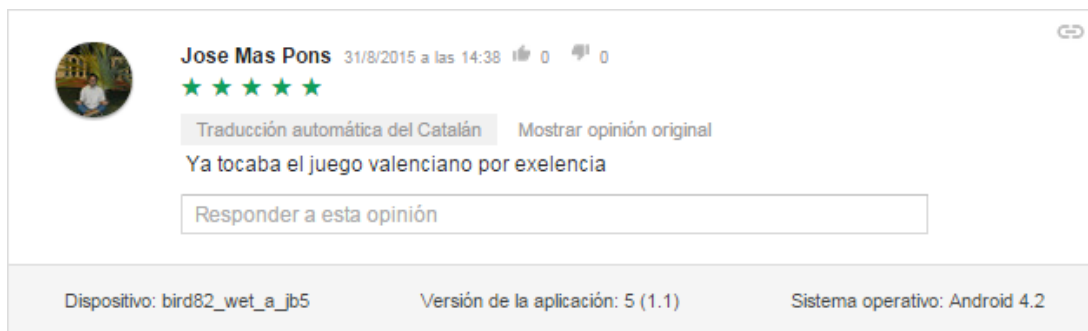 Jose Mas Pons 31/8/2015 a las 14:38 0 0
Traducción automática del Catalán Mostrar opinión original
Ya tocaba el juego valenciano por exelencia
Responder a esta opinión
Dispositivo: bird82_wet_a_jb5 Versión de la aplicación: 5 (1.1) Sistema operativo: Android 4.2